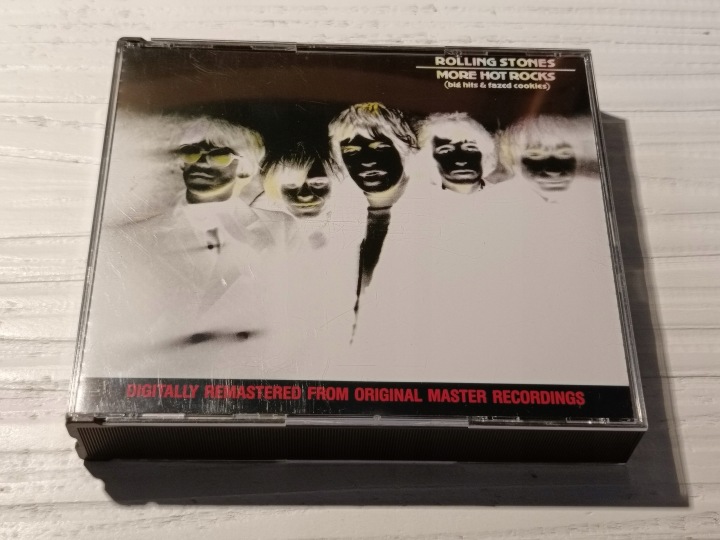 ROLLING STONES
MORE HOT ROCKS
(big hits & fazed cookies)
DIGITALLY REMASTERED FROM ORIGINAL MASTER RECORDINGS